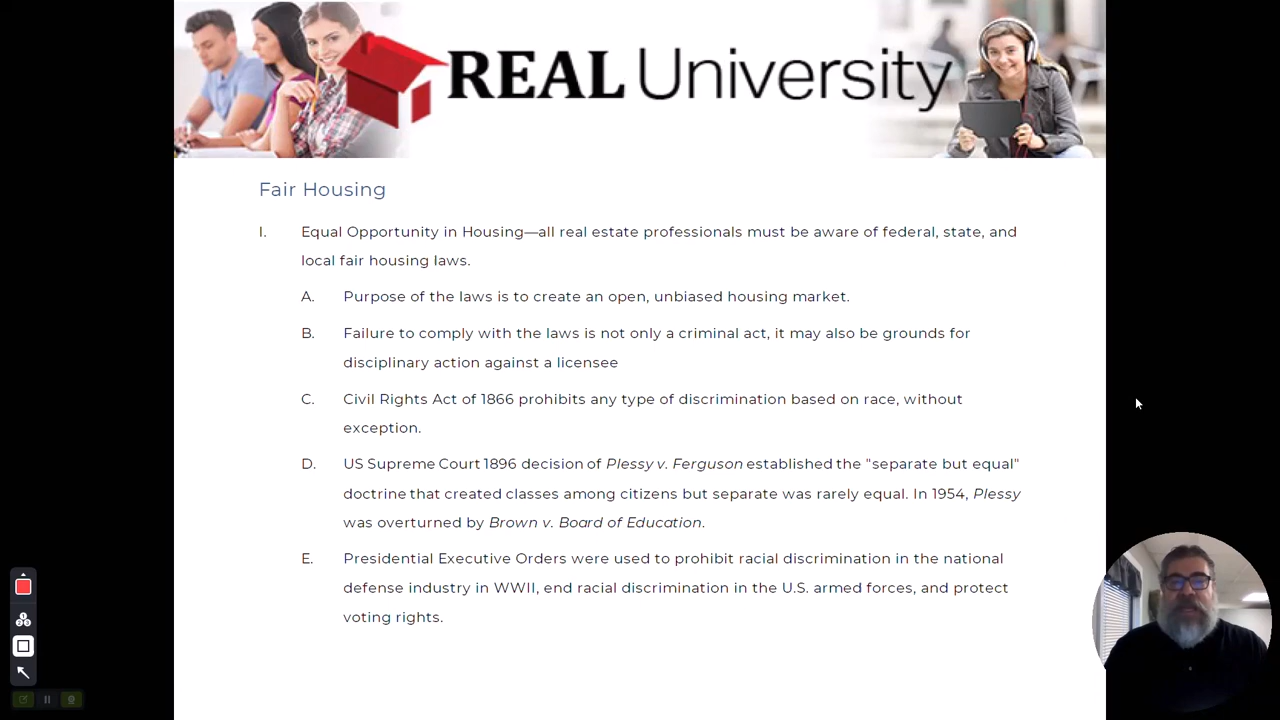 REAL University
Fair Housing
I. Equal Opportunity in Housing—all real estate professionals must be aware of federal, state, and
local fair housing laws.
A. Purpose of the laws is to create an open, unbiased housing market.
B. Failure to comply with the laws is not only a criminal act, it may also be grounds for
disciplinary action against a licensee
C. Civil Rights Act of 1866 prohibits any type of discrimination based on race, without
exception.
D. US Supreme Court 1896 decision of Plessy v. Ferguson established the "separate but equal"
doctrine that created classes among citizens but separate was rarely equal. In 1954, Plessy
was overturned by Brown v. Board of Education.
E. Presidential Executive Orders were used to prohibit racial discrimination in the national
defense industry in WWII, end racial discrimination in the U.S. armed forces, and protect
voting rights.